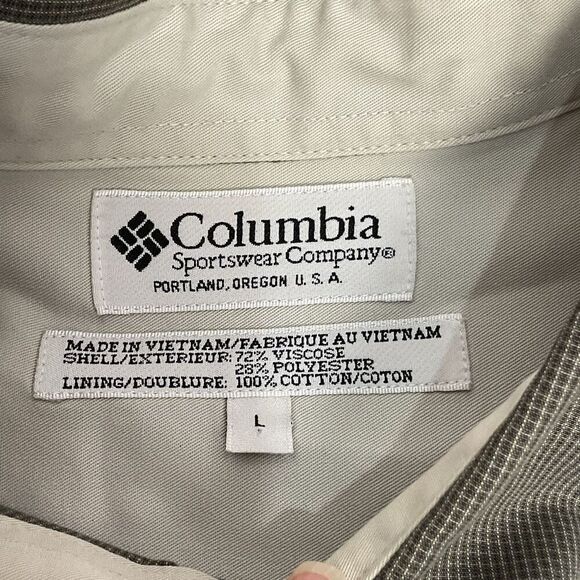 Columbia
Sportswear Company®
PORTLAND, OREGON U. S. A.
MADE IN VIETNAM/FABRIQUE AU VIETNAM
SHELL/EXTERIEUR: 72% VISCOSE
28% POLYESTER
LINING/DOUBLURE: 100% COTTON/COTON
L